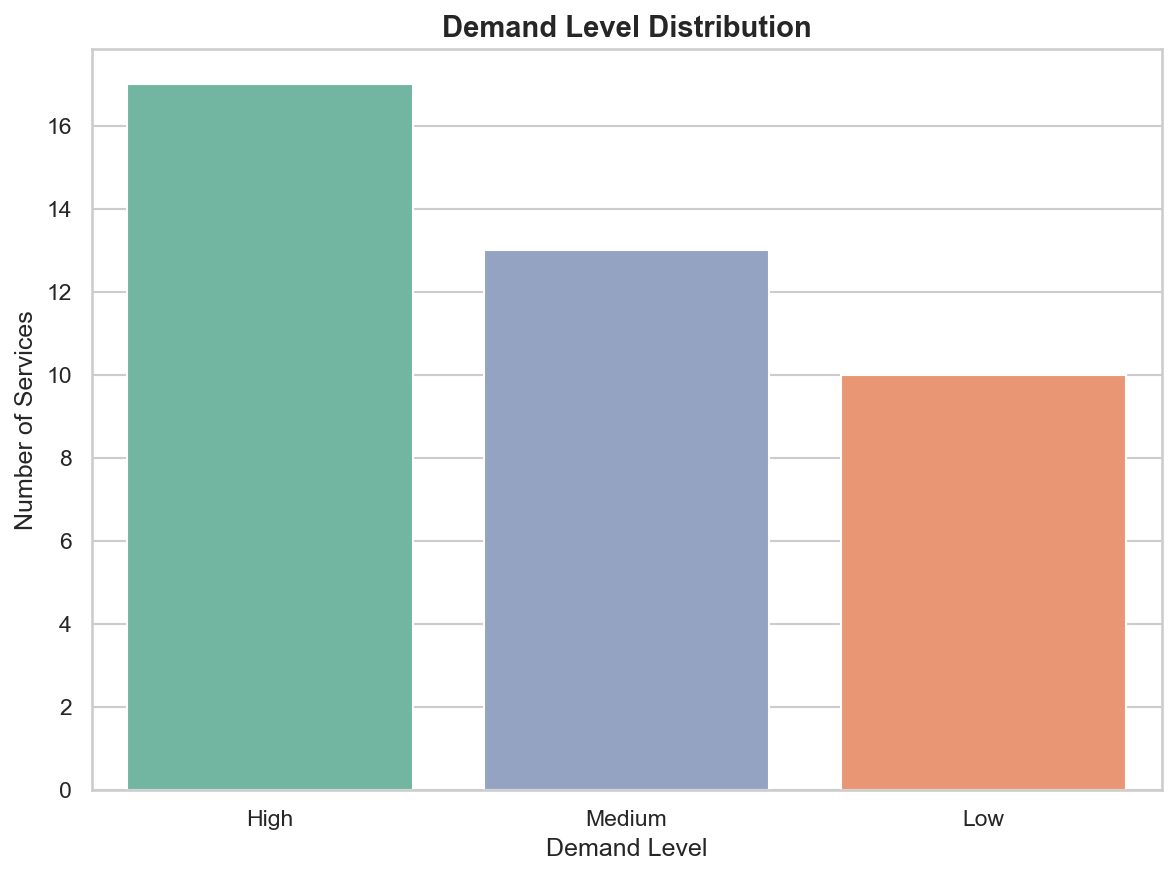 Demand Level Distribution
Number of Services
16
14
12
10
8
6
4
2
0
High
Medium
Low
Demand Level